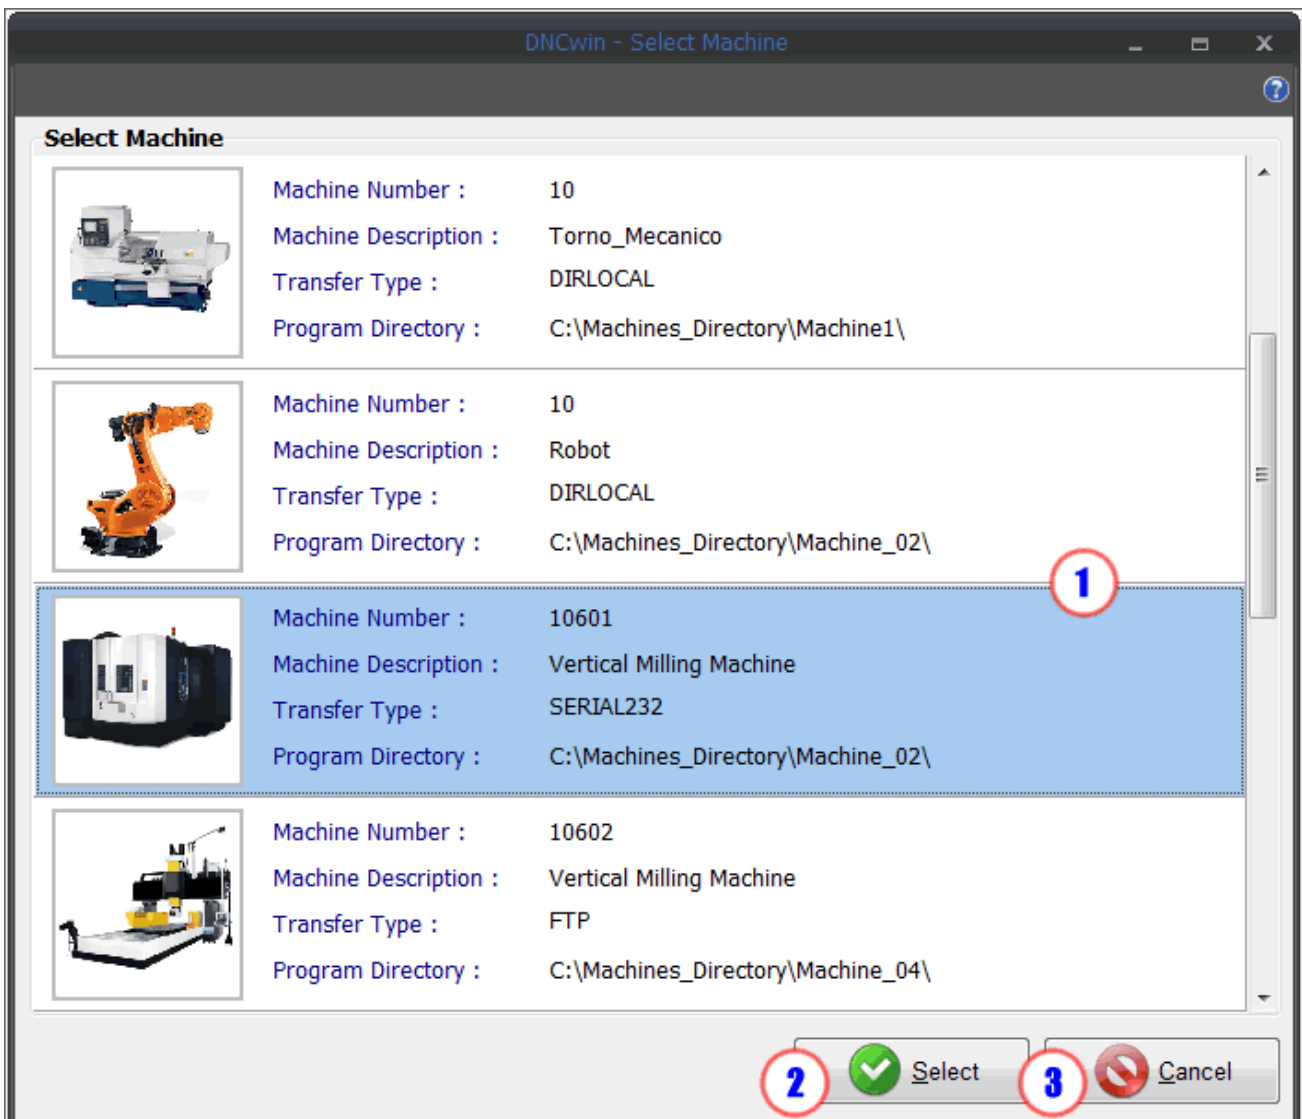 DNCwin - Select Machine
Select Machine
Machine Number : 10
Machine Description : Torno_Mecanico
Transfer Type : DIRLOCAL
Program Directory : C:\Machines_Directory\Machine1\
Machine Number : 10
Machine Description : Robot
Transfer Type : DIRLOCAL
Program Directory : C:\Machines_Directory\Machine_02\
1
Machine Number : 10601
Machine Description : Vertical Milling Machine
Transfer Type : SERIAL232
Program Directory : C:\Machines_Directory\Machine_02\
Machine Number : 10602
Machine Description : Vertical Milling Machine
Transfer Type : FTP
Program Directory : C:\Machines_Directory\Machine_04\
2 Select 3 Cancel